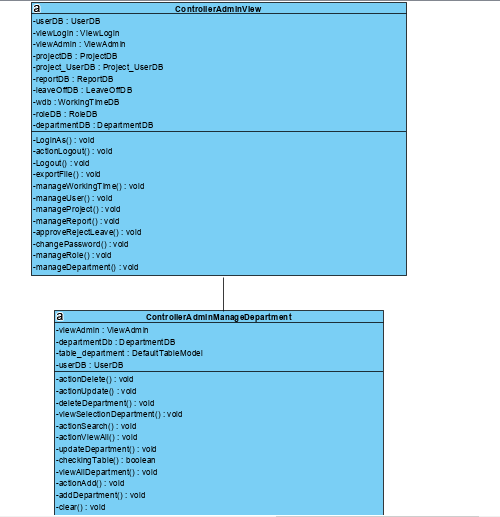 a
ControllerAdminView
-userDB : UserDB
-viewLogin : ViewLogin
-viewAdmin : ViewAdmin
-projectDB : ProjectDB
-project_UserDB : Project_UserDB
-reportDB : ReportDB
-leaveOffDB : LeaveOffDB
-wdb : WorkingTimeDB
-roleDB : RoleDB
-departmentDB : DepartmentDB
-LoginAs() : void
-actionLogout() : void
-Logout() : void
-exportFile() : void
-manageWorkingTime() : void
-manageUser() : void
-manageProject() : void
-manageReport() : void
-approveRejectLeave() : void
-changePassword() : void
-manageRole() : void
-manageDepartment() : void
a
ControllerAdminManageDepartment
-viewAdmin : ViewAdmin
-departmentDb : DepartmentDB
-table_department : DefaultTableModel
-userDB : UserDB
-actionDelete() : void
-actionUpdate() : void
-deleteDepartment() : void
-viewSelectionDepartment() : void
-actionSearch() : void
-actionViewAll() : void
-updateDepartment() : void
-checkingTable() : boolean
-viewAllDepartment() : void
-actionAdd() : void
-addDepartment() : void
-clear() : void